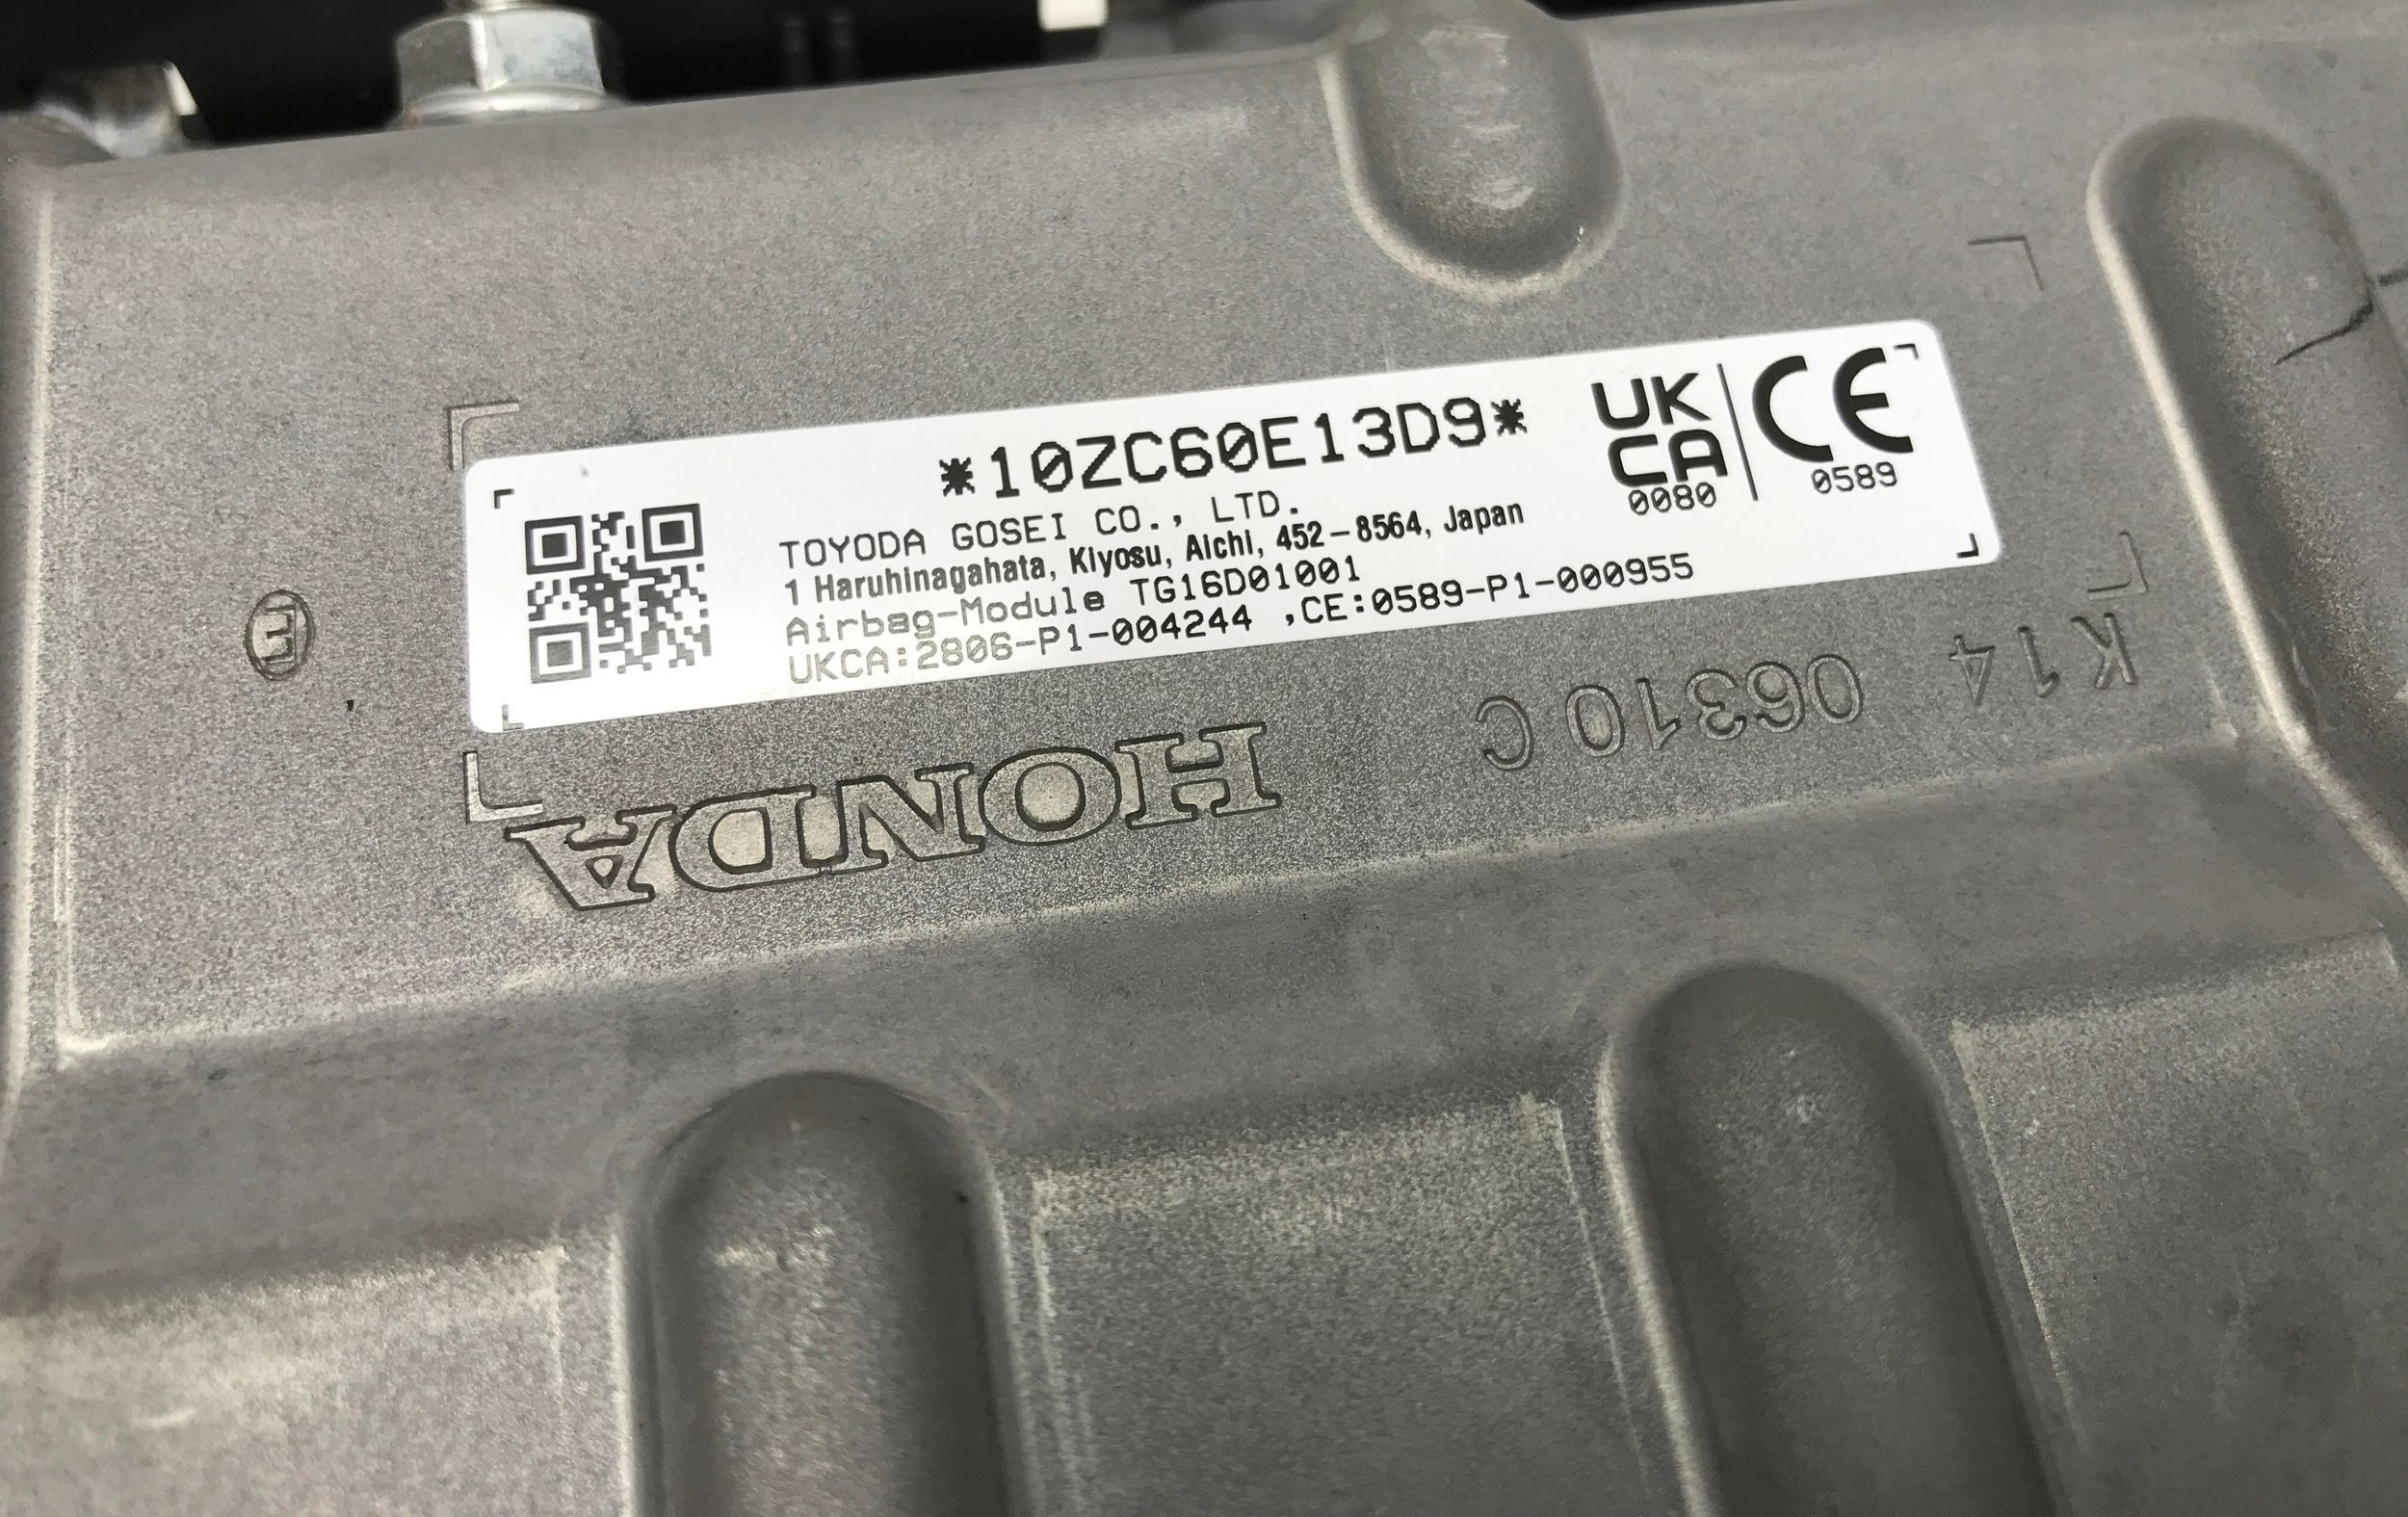 *10ZC60E13D9*
UK
CA
0080
CE
0589
TOYODA GOSEI CO., LTD.
1 Haruhinagahata, Kiyosu, Aichi, 452-8564, Japan
Airbag-Module TG16D01001
UKCA:2806-P1-004244 ,CE:0589-P1-000955
E
HONDA
K14 06310 C